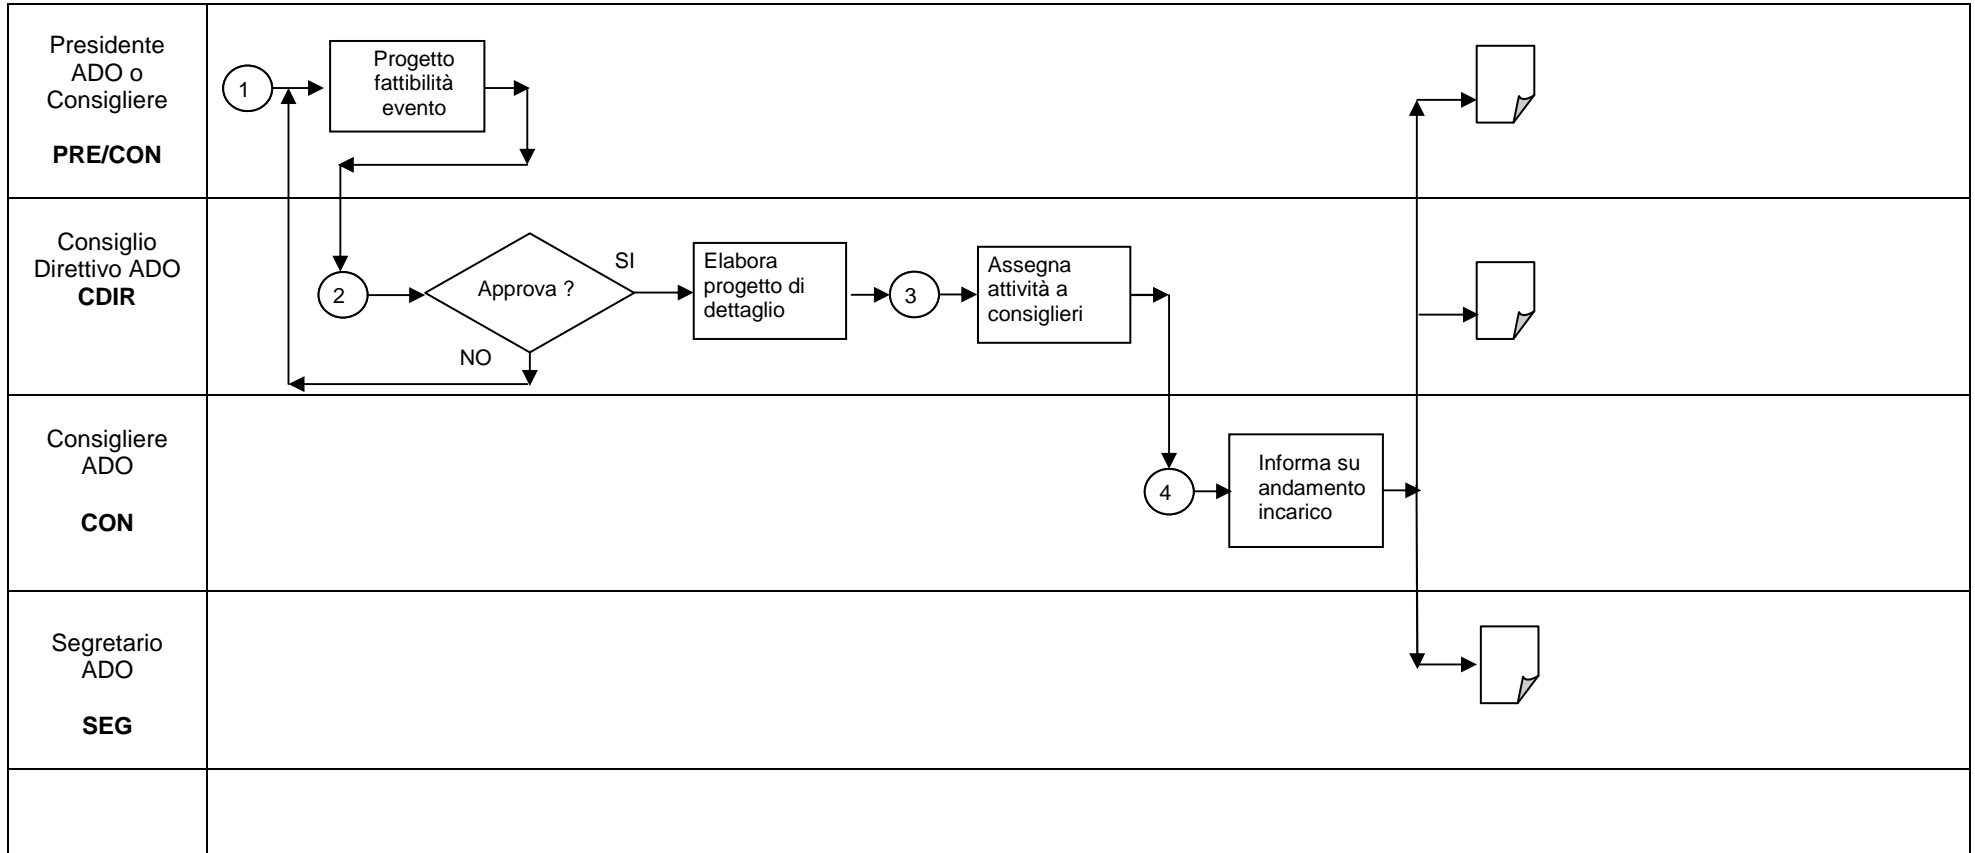 Presidente
ADO o
Consigliere
PRE/CON
1
Progetto
fattibilità
evento
Consiglio
Direttivo ADO
CDIR
2
Approva ?
SI
NO
Elabora
progetto di
dettaglio
3
Assegna
attività a
consiglieri
Consigliere
ADO
CON
4
Informa su
andamento
incarico
Segretario
ADO
SEG